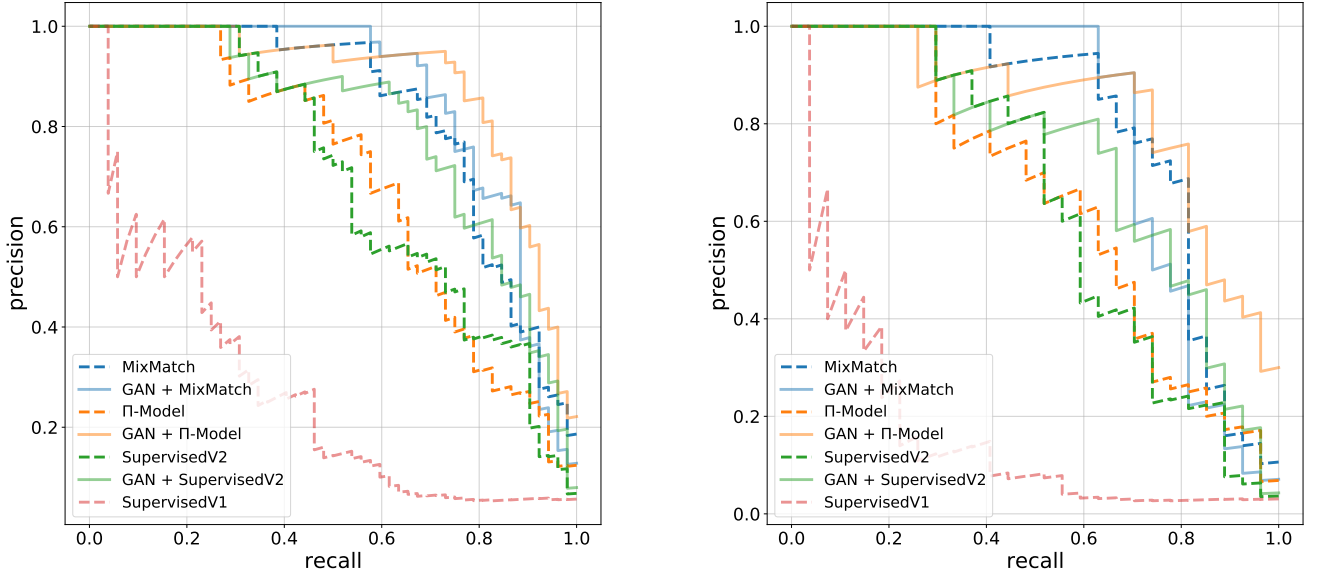 1.0
0.8
0.6
0.4
0.2
precision
MixMatch
GAN + MixMatch
Π-Model
GAN + Π-Model
SupervisedV2
GAN + SupervisedV2
SupervisedV1
0.0 0.2 0.4 0.6 0.8 1.0
recall
1.0
0.8
0.6
0.4
0.2
0.0
precision
MixMatch
GAN + MixMatch
Π-Model
GAN + Π-Model
SupervisedV2
GAN + SupervisedV2
SupervisedV1
0.0 0.2 0.4 0.6 0.8 1.0
recall